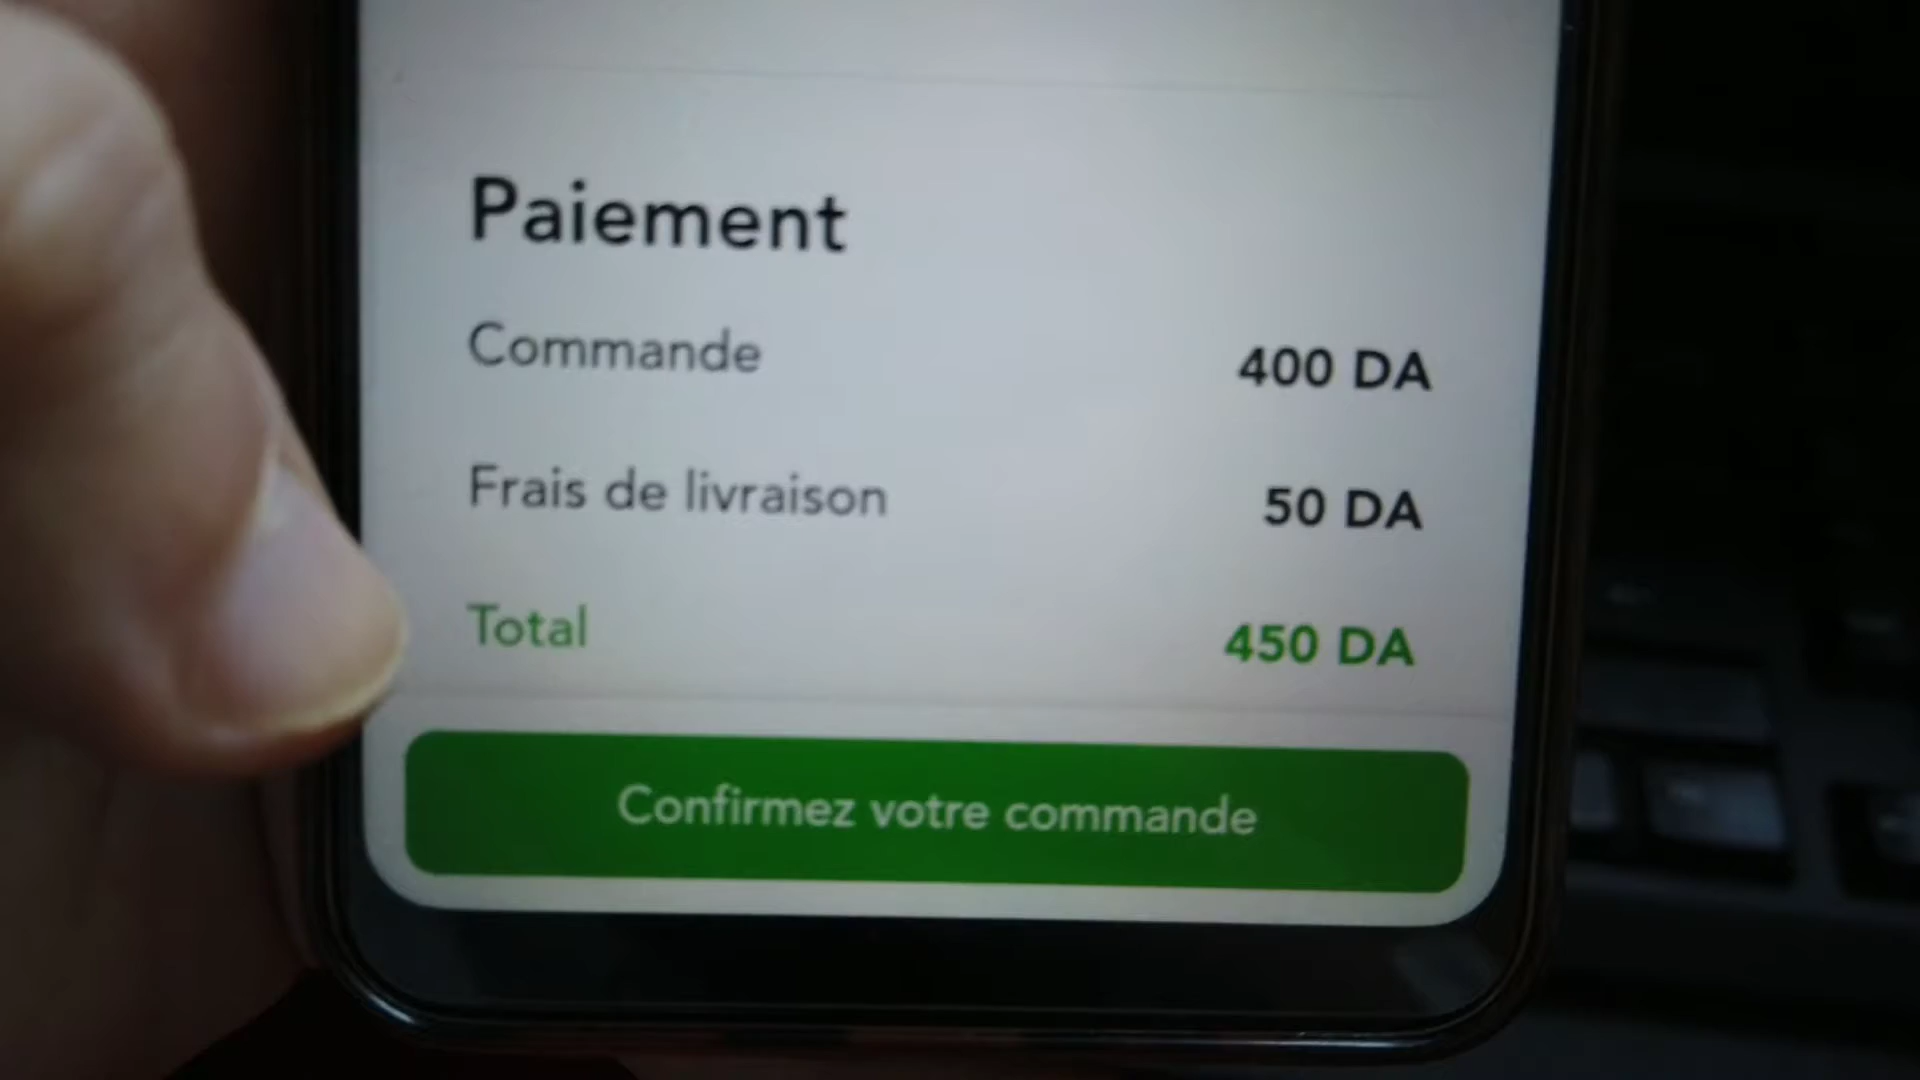 Paiement
Commande 400 DA
Frais de livraison 50 DA
Total 450 DA
Confirmez votre commande